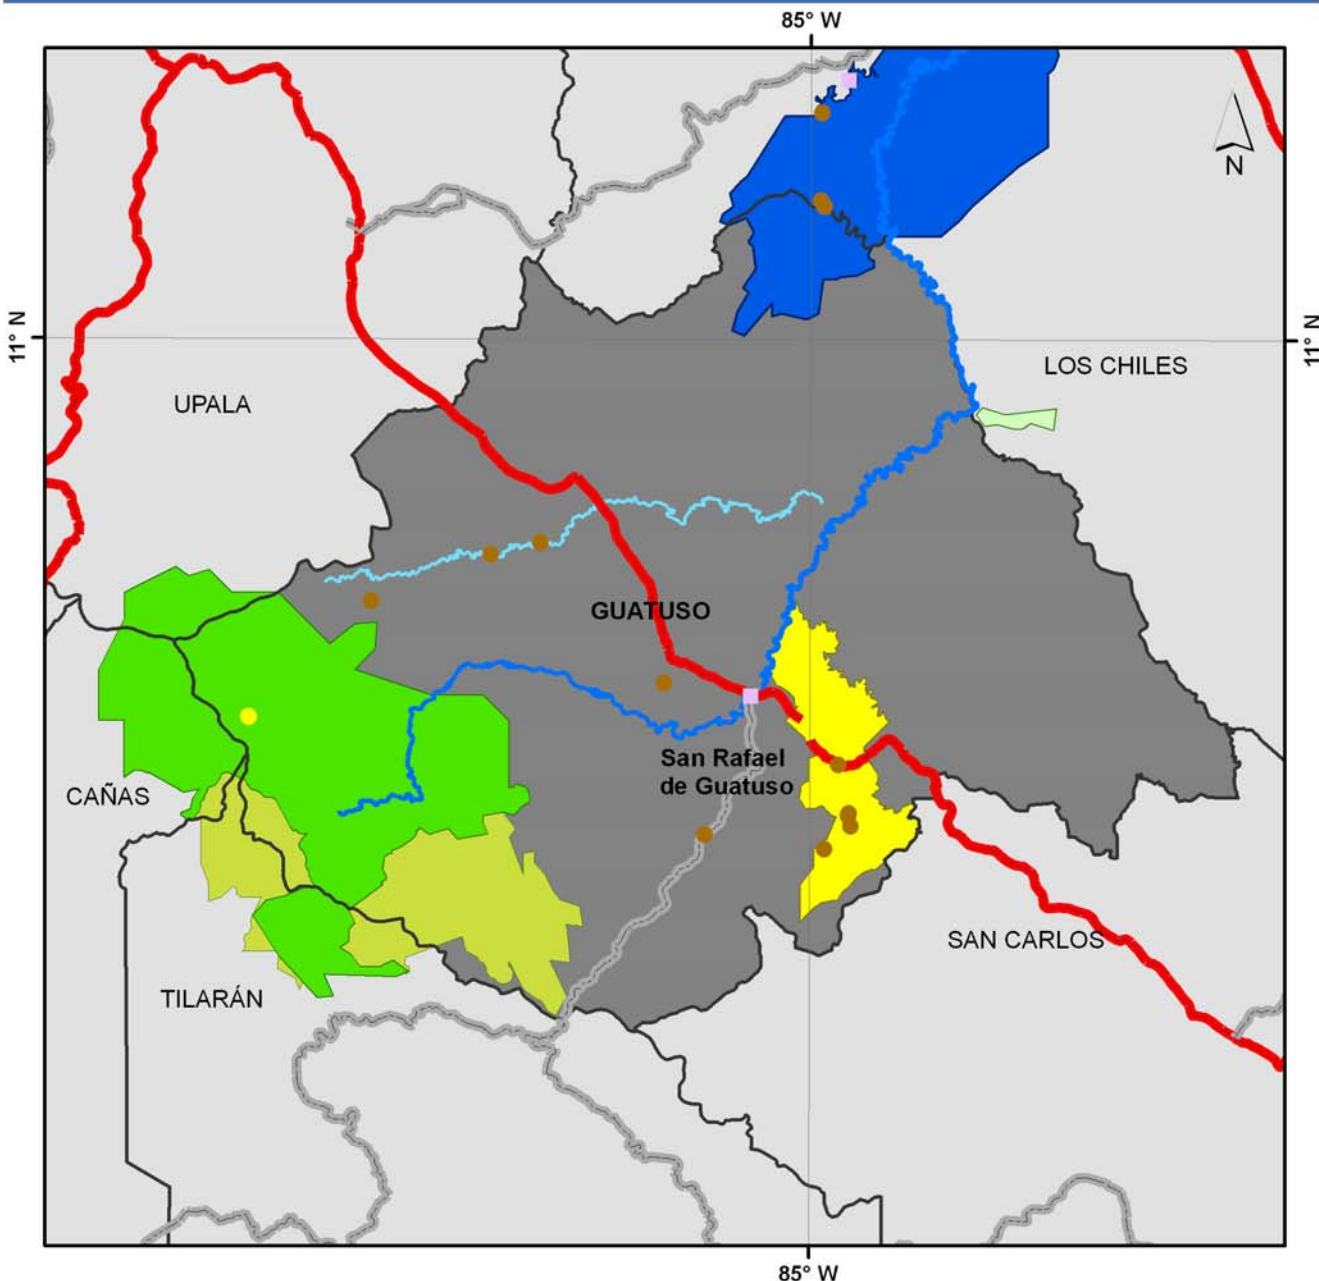 85° W
N
11° N
11° N
LOS CHILES
UPALA
GUATUSO
San Rafael
de Guatuso
CAÑAS
SAN CARLOS
TILARÁN
85° W